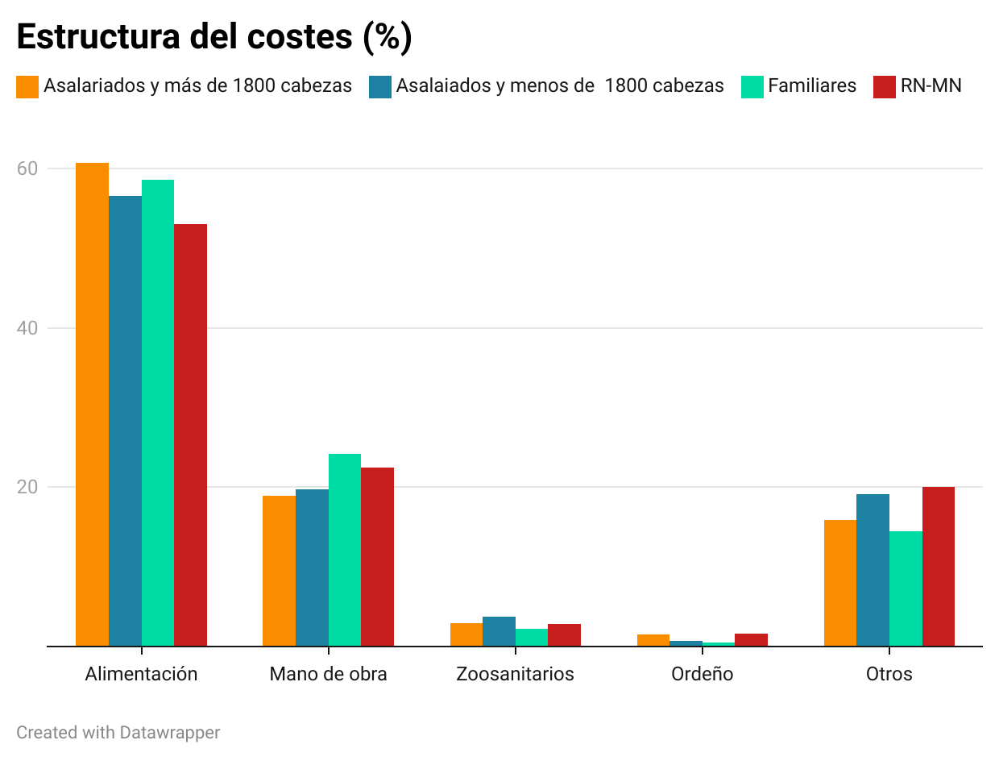 Estructura del costes (%)
Asalariados y más de 1800 cabezas Asalaiados y menos de  1800 cabezas Familiares RN-MN
60
40
20
Alimentación Mano de obra Zoosanitarios Ordeño Otros
Created with Datawrapper